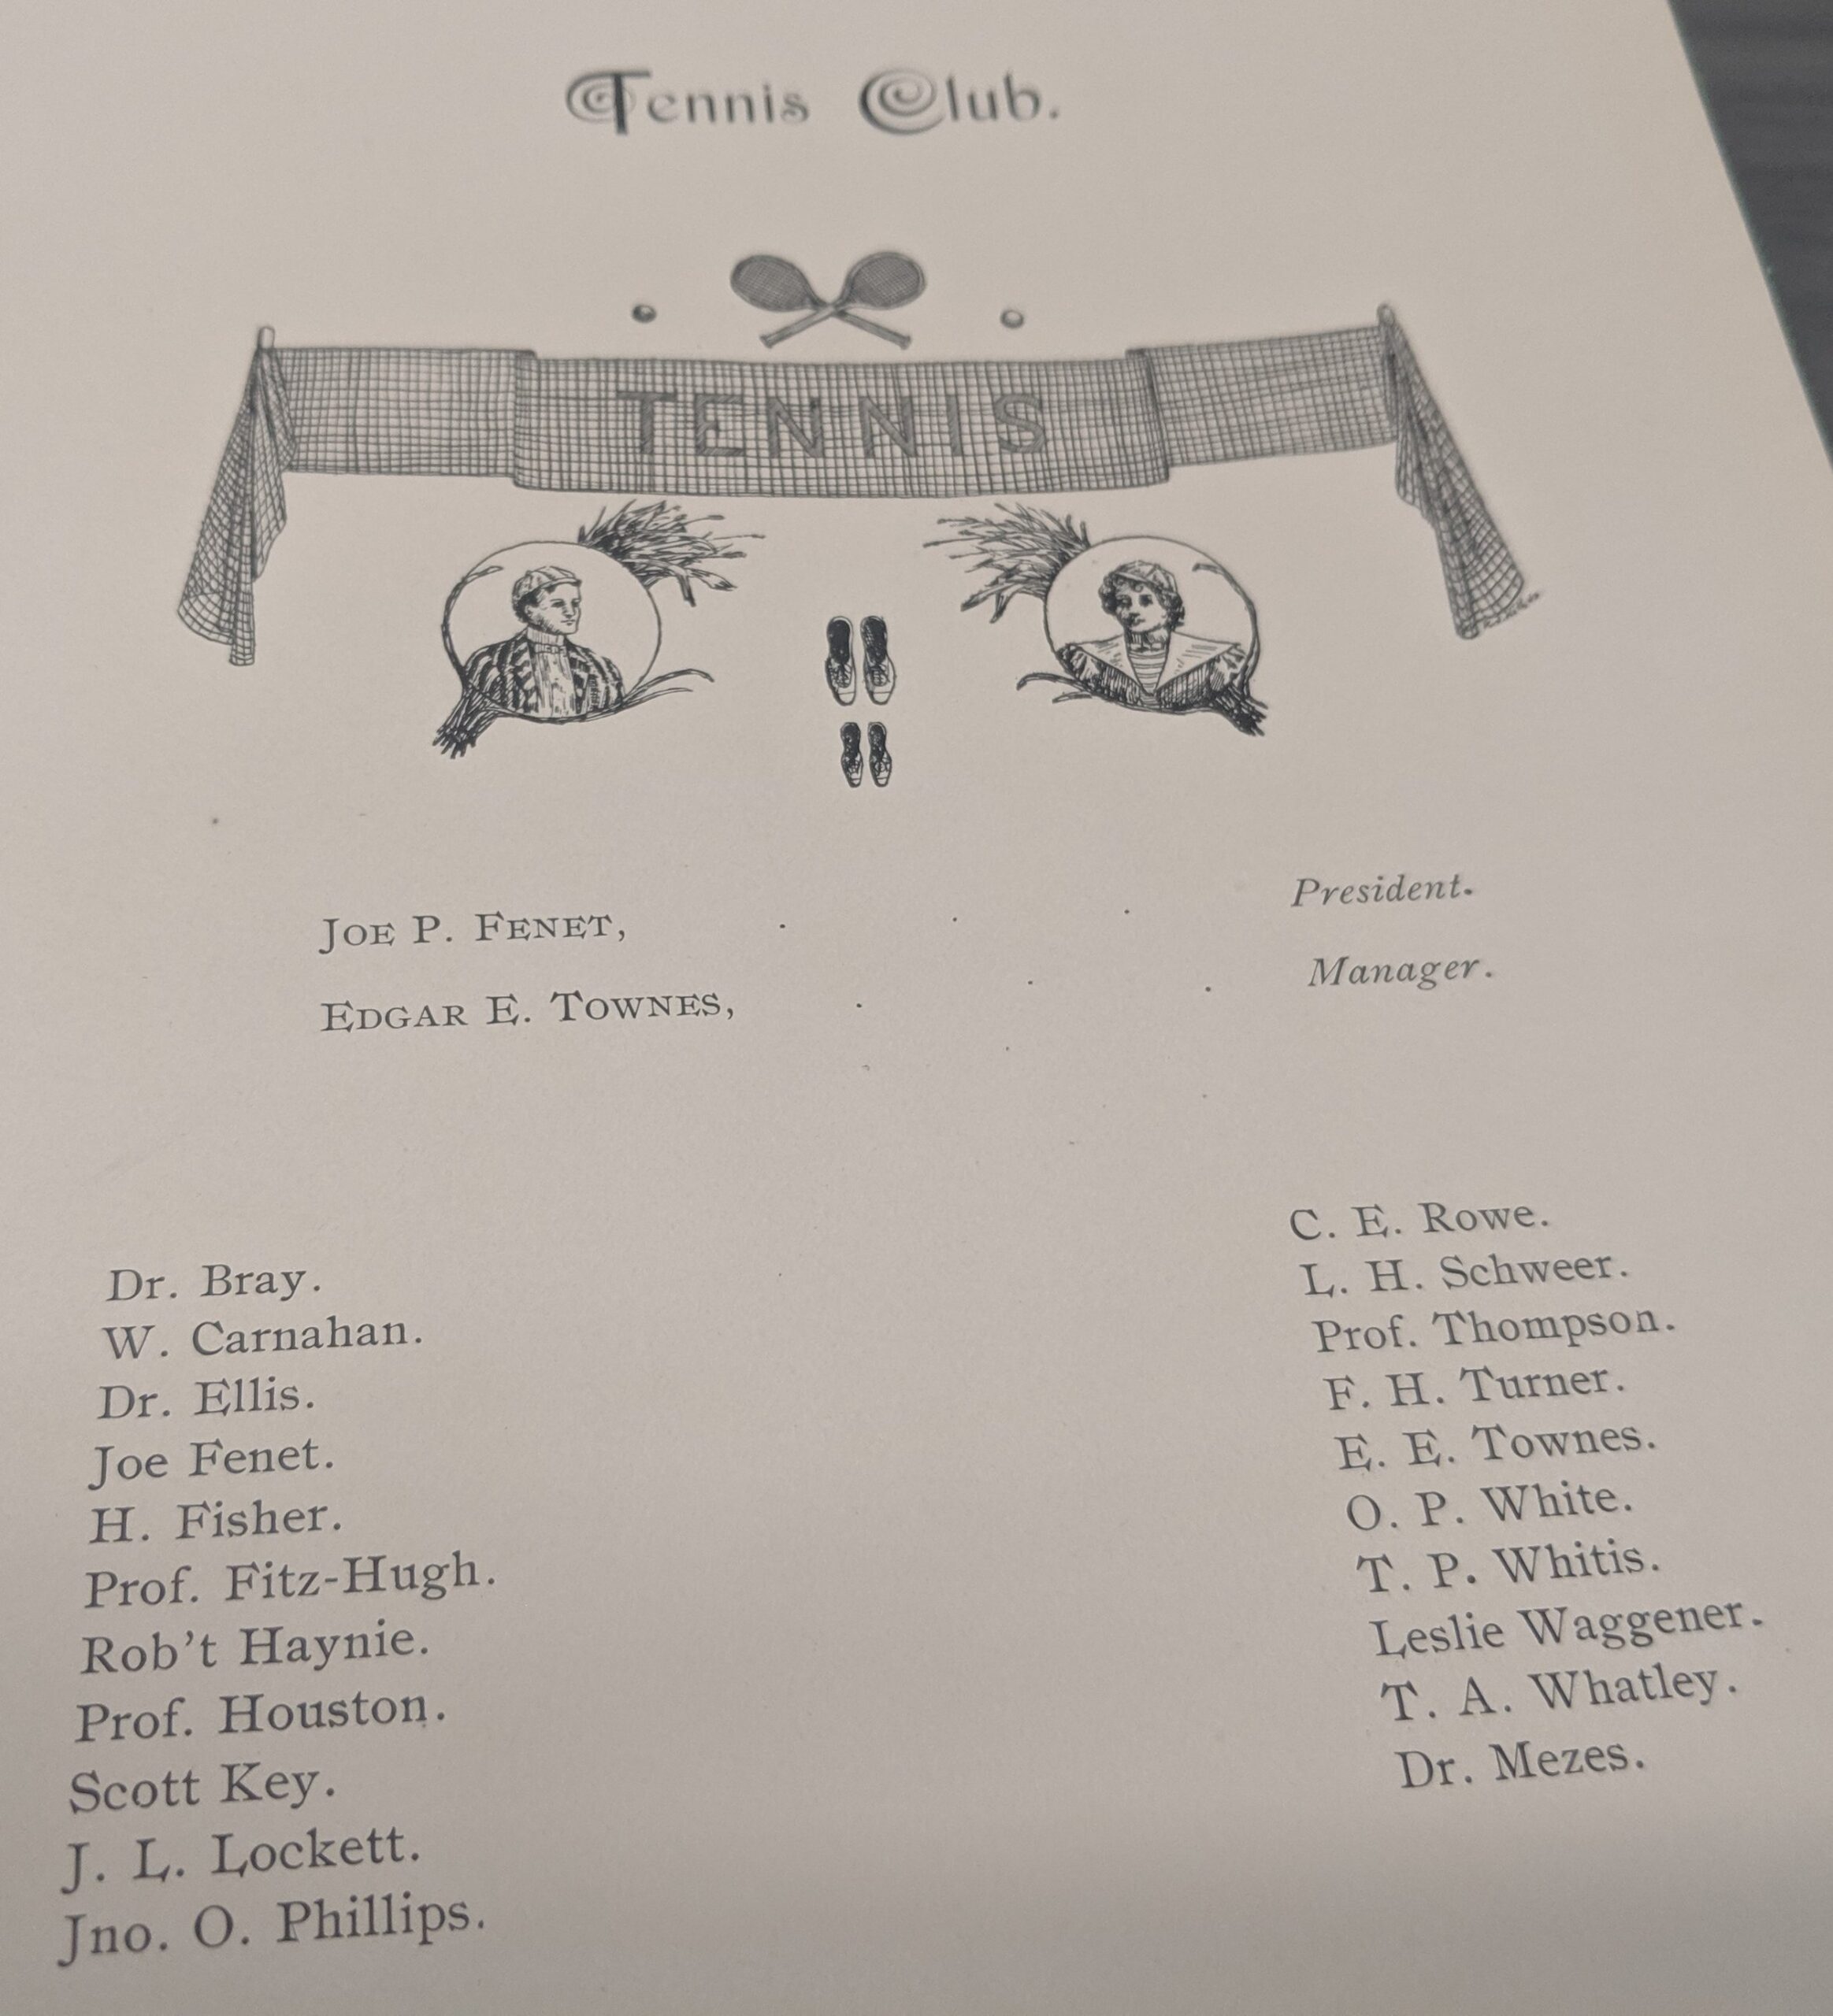 Tennis Club.
TENNIS
JOE P. FENET, . . . President.
EDGAR E. TOWNES, . . . Manager.
Dr. Bray.
W. Carnahan.
Dr. Ellis.
Joe Fenet.
H. Fisher.
Prof. Fitz-Hugh.
Rob't Haynie.
Prof. Houston.
Scott Key.
J. L. Lockett.
Jno. O. Phillips.
C. E. Rowe.
L. H. Schweer.
Prof. Thompson.
F. H. Turner.
E. E. Townes.
O. P. White.
T. P. Whitis.
Leslie Waggener.
T. A. Whatley.
Dr. Mezes.